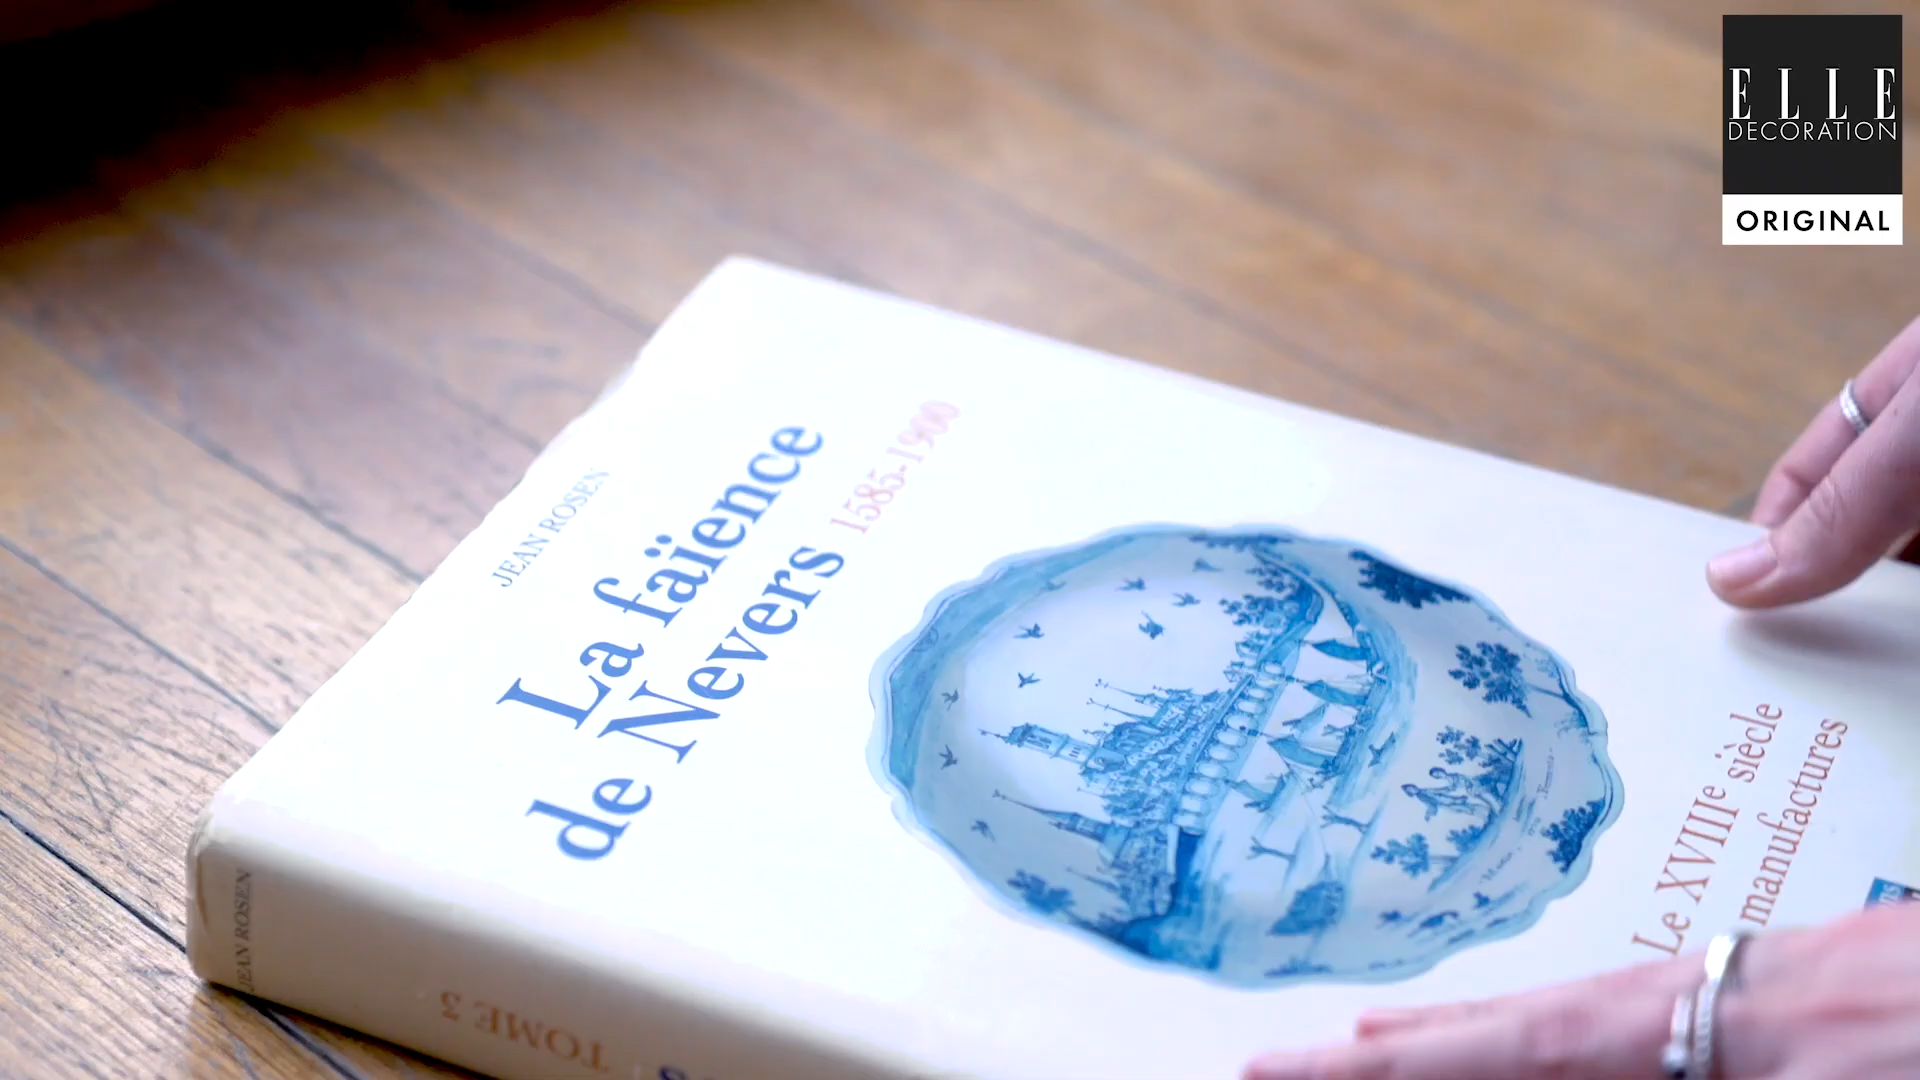 ELLE
DECORATION
ORIGINAL
JEAN ROSEN
La faïence
de Nevers 1585-1900
Le XVIIIe siècle
manufactures
JEAN ROSEN
TOME 3